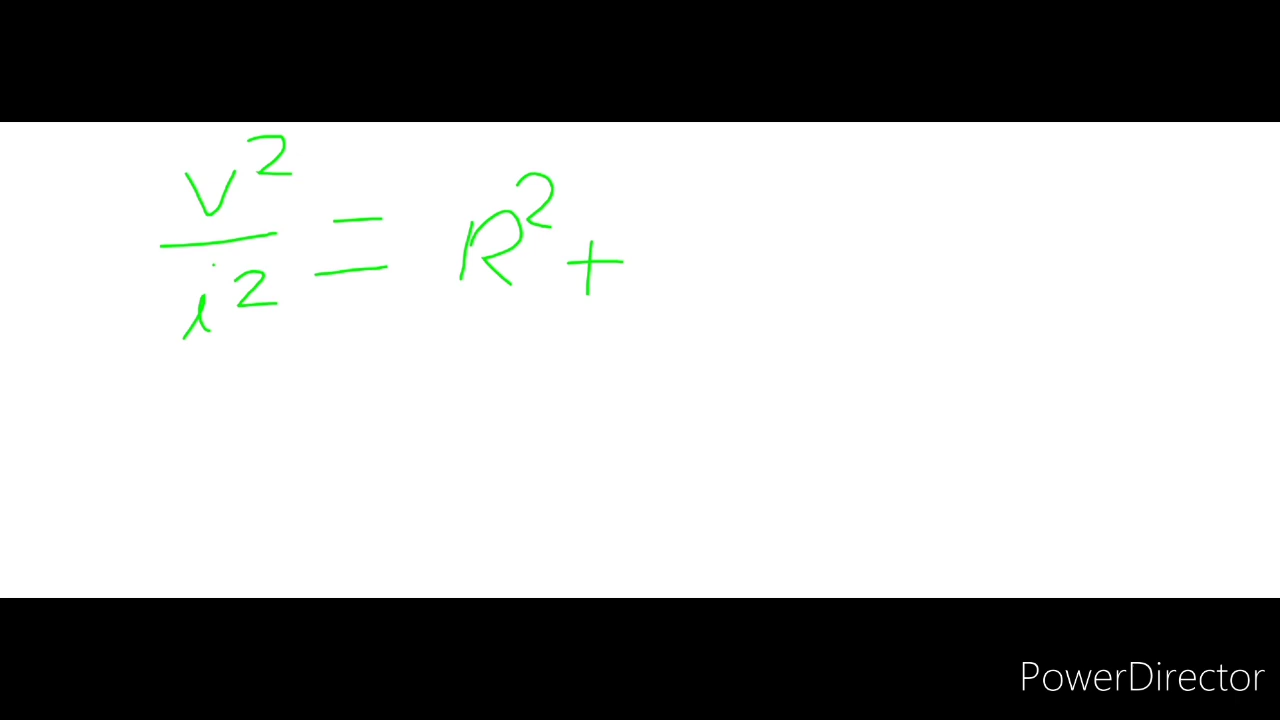 v²/i² = R² +
PowerDirector